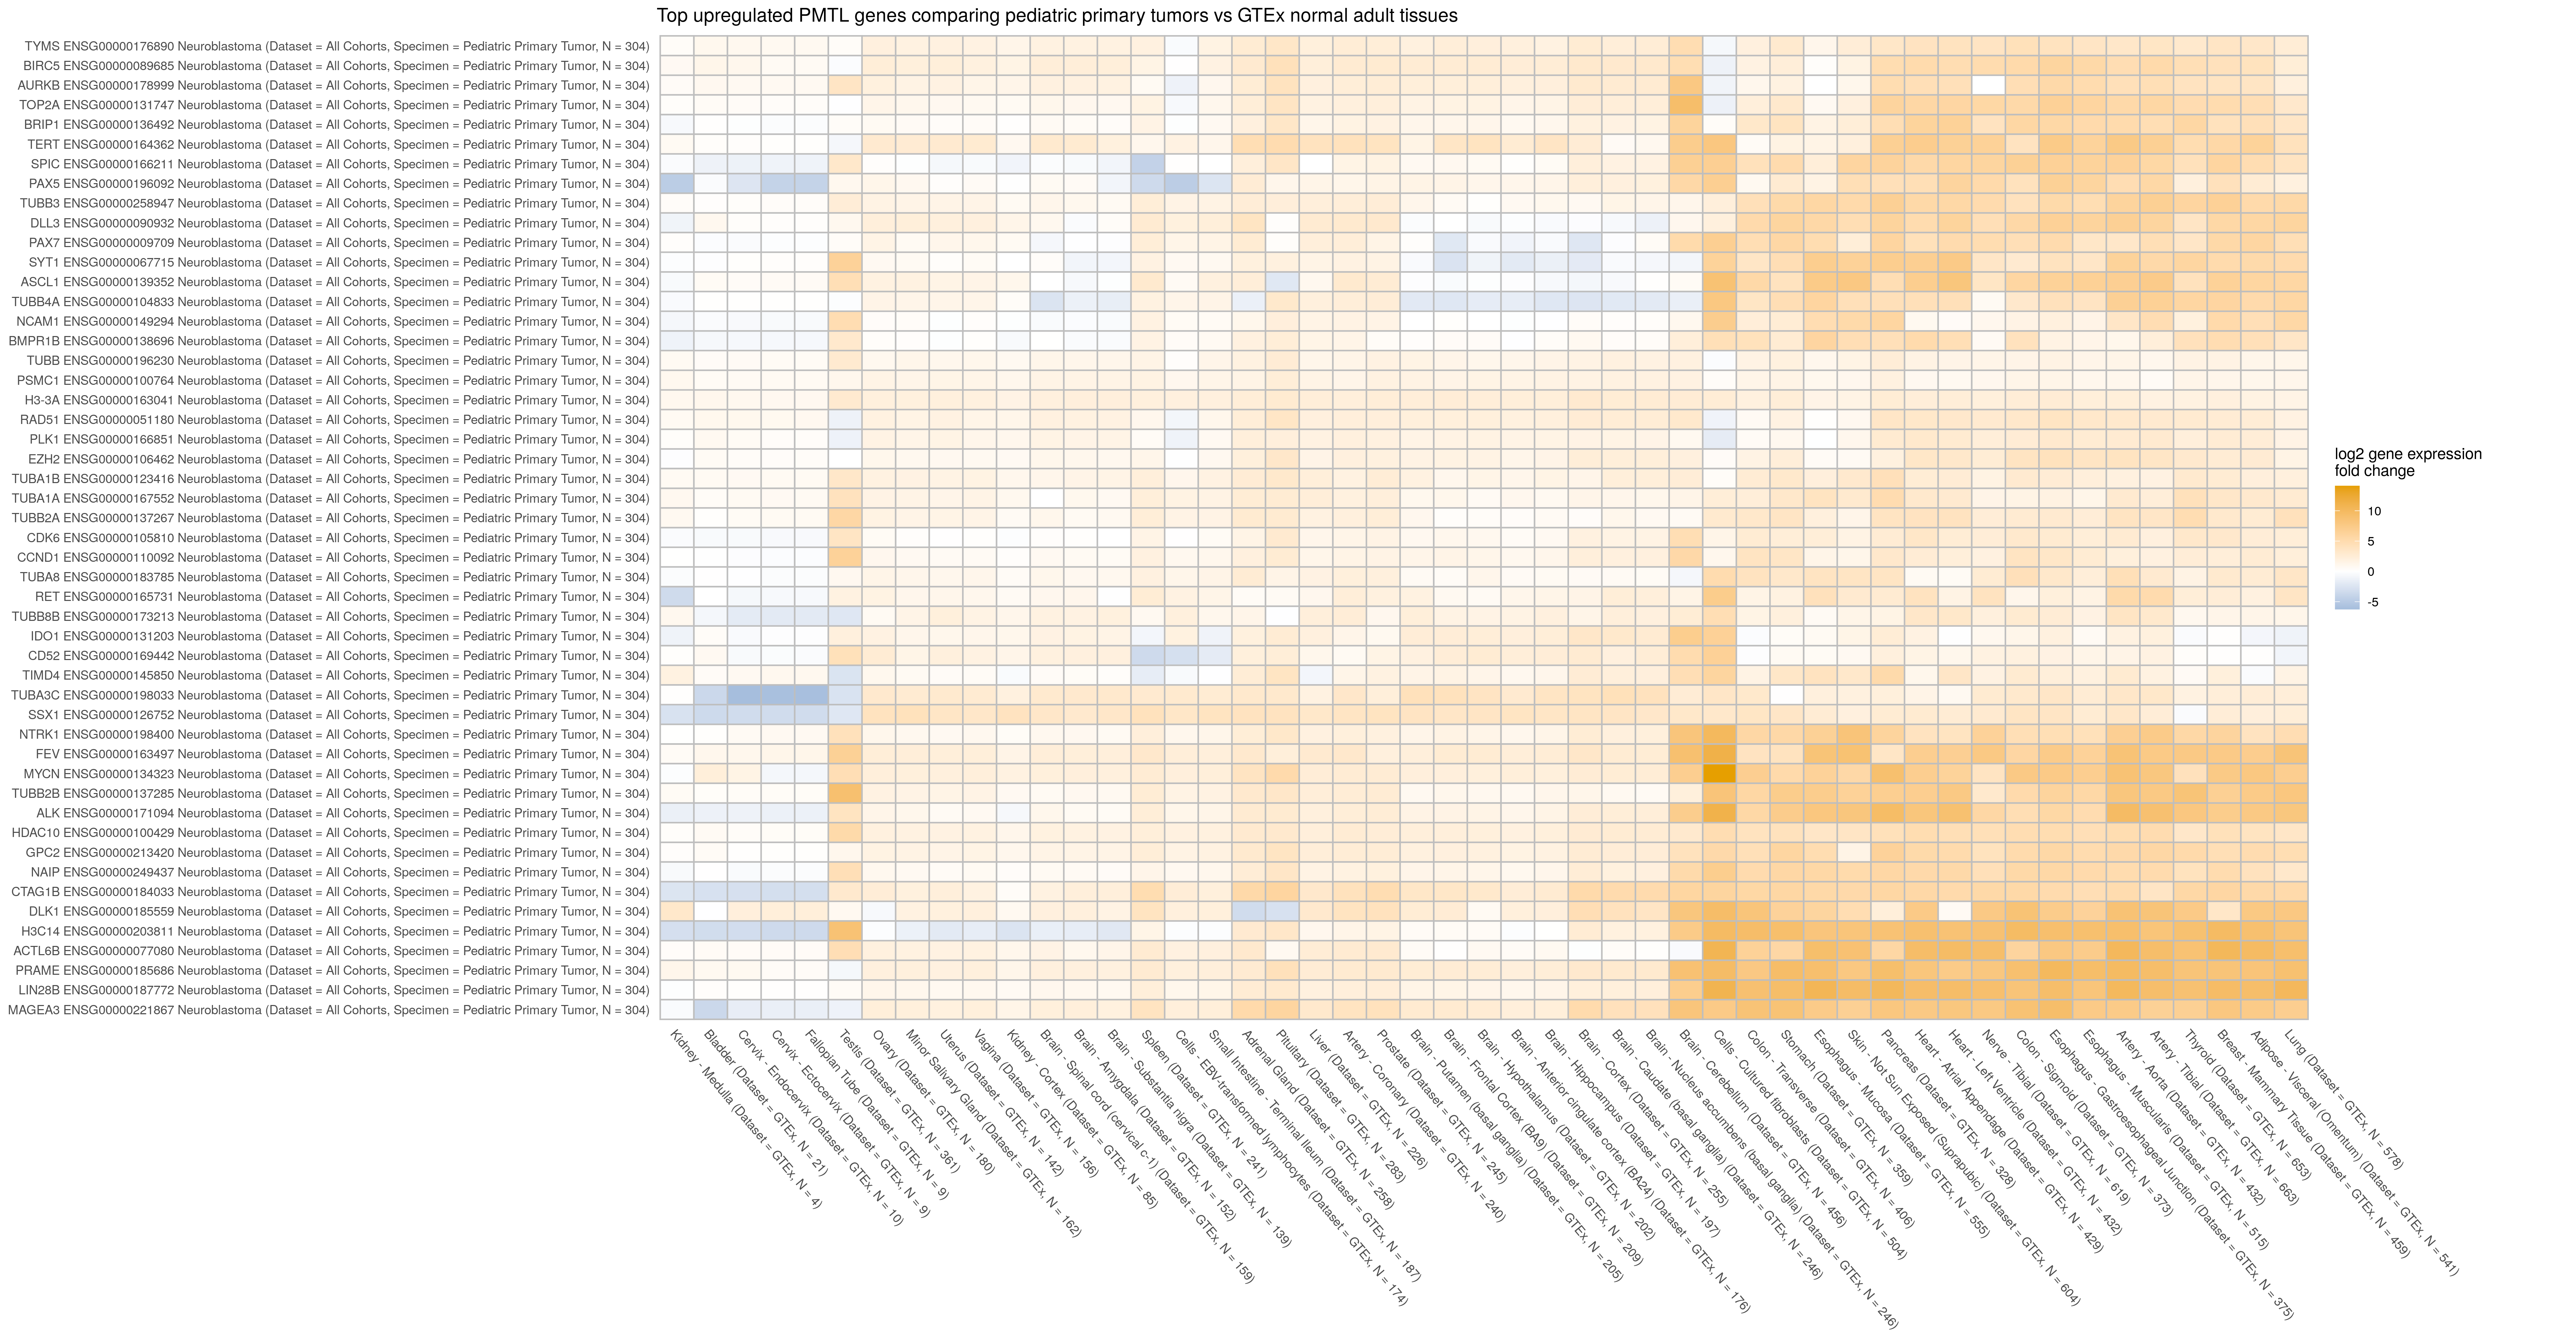 Top upregulated PMTL genes comparing pediatric primary tumors vs GTEx normal adult tissues
TYMS ENSG00000176890 Neuroblastoma (Dataset = All Cohorts, Specimen = Pediatric Primary Tumor, N = 304)
BIRC5 ENSG00000089685 Neuroblastoma (Dataset = All Cohorts, Specimen = Pediatric Primary Tumor, N = 304)
AURKB ENSG00000178999 Neuroblastoma (Dataset = All Cohorts, Specimen = Pediatric Primary Tumor, N = 304)
TOP2A ENSG00000131747 Neuroblastoma (Dataset = All Cohorts, Specimen = Pediatric Primary Tumor, N = 304)
BRIP1 ENSG00000136492 Neuroblastoma (Dataset = All Cohorts, Specimen = Pediatric Primary Tumor, N = 304)
TERT ENSG00000164362 Neuroblastoma (Dataset = All Cohorts, Specimen = Pediatric Primary Tumor, N = 304)
SPIC ENSG00000166211 Neuroblastoma (Dataset = All Cohorts, Specimen = Pediatric Primary Tumor, N = 304)
PAX5 ENSG00000196092 Neuroblastoma (Dataset = All Cohorts, Specimen = Pediatric Primary Tumor, N = 304)
TUBB3 ENSG00000258947 Neuroblastoma (Dataset = All Cohorts, Specimen = Pediatric Primary Tumor, N = 304)
DLL3 ENSG00000090932 Neuroblastoma (Dataset = All Cohorts, Specimen = Pediatric Primary Tumor, N = 304)
PAX7 ENSG00000009709 Neuroblastoma (Dataset = All Cohorts, Specimen = Pediatric Primary Tumor, N = 304)
SYT1 ENSG00000067715 Neuroblastoma (Dataset = All Cohorts, Specimen = Pediatric Primary Tumor, N = 304)
ASCL1 ENSG00000139352 Neuroblastoma (Dataset = All Cohorts, Specimen = Pediatric Primary Tumor, N = 304)
TUBB4A ENSG00000104833 Neuroblastoma (Dataset = All Cohorts, Specimen = Pediatric Primary Tumor, N = 304)
NCAM1 ENSG00000149294 Neuroblastoma (Dataset = All Cohorts, Specimen = Pediatric Primary Tumor, N = 304)
BMPR1B ENSG00000138696 Neuroblastoma (Dataset = All Cohorts, Specimen = Pediatric Primary Tumor, N = 304)
TUBB ENSG00000196230 Neuroblastoma (Dataset = All Cohorts, Specimen = Pediatric Primary Tumor, N = 304)
PSMC1 ENSG00000100764 Neuroblastoma (Dataset = All Cohorts, Specimen = Pediatric Primary Tumor, N = 304)
H3-3A ENSG00000163041 Neuroblastoma (Dataset = All Cohorts, Specimen = Pediatric Primary Tumor, N = 304)
RAD51 ENSG00000051180 Neuroblastoma (Dataset = All Cohorts, Specimen = Pediatric Primary Tumor, N = 304)
PLK1 ENSG00000166851 Neuroblastoma (Dataset = All Cohorts, Specimen = Pediatric Primary Tumor, N = 304)
EZH2 ENSG00000106462 Neuroblastoma (Dataset = All Cohorts, Specimen = Pediatric Primary Tumor, N = 304)
TUBA1B ENSG00000123416 Neuroblastoma (Dataset = All Cohorts, Specimen = Pediatric Primary Tumor, N = 304)
TUBA1A ENSG00000167552 Neuroblastoma (Dataset = All Cohorts, Specimen = Pediatric Primary Tumor, N = 304)
TUBB2A ENSG00000137267 Neuroblastoma (Dataset = All Cohorts, Specimen = Pediatric Primary Tumor, N = 304)
CDK6 ENSG00000105810 Neuroblastoma (Dataset = All Cohorts, Specimen = Pediatric Primary Tumor, N = 304)
CCND1 ENSG00000110092 Neuroblastoma (Dataset = All Cohorts, Specimen = Pediatric Primary Tumor, N = 304)
TUBA8 ENSG00000183785 Neuroblastoma (Dataset = All Cohorts, Specimen = Pediatric Primary Tumor, N = 304)
RET ENSG00000165731 Neuroblastoma (Dataset = All Cohorts, Specimen = Pediatric Primary Tumor, N = 304)
TUBB8B ENSG00000173213 Neuroblastoma (Dataset = All Cohorts, Specimen = Pediatric Primary Tumor, N = 304)
IDO1 ENSG00000131203 Neuroblastoma (Dataset = All Cohorts, Specimen = Pediatric Primary Tumor, N = 304)
CD52 ENSG00000169442 Neuroblastoma (Dataset = All Cohorts, Specimen = Pediatric Primary Tumor, N = 304)
TIMD4 ENSG00000145850 Neuroblastoma (Dataset = All Cohorts, Specimen = Pediatric Primary Tumor, N = 304)
TUBA3C ENSG00000198033 Neuroblastoma (Dataset = All Cohorts, Specimen = Pediatric Primary Tumor, N = 304)
SSX1 ENSG00000126752 Neuroblastoma (Dataset = All Cohorts, Specimen = Pediatric Primary Tumor, N = 304)
NTRK1 ENSG00000198400 Neuroblastoma (Dataset = All Cohorts, Specimen = Pediatric Primary Tumor, N = 304)
FEV ENSG00000163497 Neuroblastoma (Dataset = All Cohorts, Specimen = Pediatric Primary Tumor, N = 304)
MYCN ENSG00000134323 Neuroblastoma (Dataset = All Cohorts, Specimen = Pediatric Primary Tumor, N = 304)
TUBB2B ENSG00000137285 Neuroblastoma (Dataset = All Cohorts, Specimen = Pediatric Primary Tumor, N = 304)
ALK ENSG00000171094 Neuroblastoma (Dataset = All Cohorts, Specimen = Pediatric Primary Tumor, N = 304)
HDAC10 ENSG00000100429 Neuroblastoma (Dataset = All Cohorts, Specimen = Pediatric Primary Tumor, N = 304)
GPC2 ENSG00000213420 Neuroblastoma (Dataset = All Cohorts, Specimen = Pediatric Primary Tumor, N = 304)
NAIP ENSG00000249437 Neuroblastoma (Dataset = All Cohorts, Specimen = Pediatric Primary Tumor, N = 304)
CTAG1B ENSG00000184033 Neuroblastoma (Dataset = All Cohorts, Specimen = Pediatric Primary Tumor, N = 304)
DLK1 ENSG00000185559 Neuroblastoma (Dataset = All Cohorts, Specimen = Pediatric Primary Tumor, N = 304)
H3C14 ENSG00000203811 Neuroblastoma (Dataset = All Cohorts, Specimen = Pediatric Primary Tumor, N = 304)
ACTL6B ENSG00000077080 Neuroblastoma (Dataset = All Cohorts, Specimen = Pediatric Primary Tumor, N = 304)
PRAME ENSG00000185686 Neuroblastoma (Dataset = All Cohorts, Specimen = Pediatric Primary Tumor, N = 304)
LIN28B ENSG00000187772 Neuroblastoma (Dataset = All Cohorts, Specimen = Pediatric Primary Tumor, N = 304)
MAGEA3 ENSG00000221867 Neuroblastoma (Dataset = All Cohorts, Specimen = Pediatric Primary Tumor, N = 304)
Kidney - Medulla (Dataset = GTEx, N = 4)
Bladder (Dataset = GTEx, N = 21)
Cervix - Endocervix (Dataset = GTEx, N = 10)
Cervix - Ectocervix (Dataset = GTEx, N = 9)
Fallopian Tube (Dataset = GTEx, N = 9)
Testis (Dataset = GTEx, N = 361)
Ovary (Dataset = GTEx, N = 180)
Minor Salivary Gland (Dataset = GTEx, N = 162)
Uterus (Dataset = GTEx, N = 142)
Vagina (Dataset = GTEx, N = 156)
Kidney - Cortex (Dataset = GTEx, N = 85)
Brain - Spinal cord (cervical c-1) (Dataset = GTEx, N = 159)
Brain - Amygdala (Dataset = GTEx, N = 152)
Brain - Substantia nigra (Dataset = GTEx, N = 139)
Spleen (Dataset = GTEx, N = 241)
Cells - EBV-transformed lymphocytes (Dataset = GTEx, N = 174)
Small Intestine - Terminal Ileum (Dataset = GTEx, N = 187)
Adrenal Gland (Dataset = GTEx, N = 258)
Pituitary (Dataset = GTEx, N = 283)
Liver (Dataset = GTEx, N = 226)
Artery - Coronary (Dataset = GTEx, N = 240)
Prostate (Dataset = GTEx, N = 245)
Brain - Putamen (basal ganglia) (Dataset = GTEx, N = 205)
Brain - Frontal Cortex (BA9) (Dataset = GTEx, N = 209)
Brain - Hypothalamus (Dataset = GTEx, N = 202)
Brain - Anterior cingulate cortex (BA24) (Dataset = GTEx, N = 176)
Brain - Hippocampus (Dataset = GTEx, N = 197)
Brain - Cortex (Dataset = GTEx, N = 255)
Brain - Caudate (basal ganglia) (Dataset = GTEx, N = 246)
Brain - Nucleus accumbens (basal ganglia) (Dataset = GTEx, N = 246)
Brain - Cerebellum (Dataset = GTEx, N = 456)
Cells - Cultured fibroblasts (Dataset = GTEx, N = 504)
Colon - Transverse (Dataset = GTEx, N = 406)
Stomach (Dataset = GTEx, N = 359)
Esophagus - Mucosa (Dataset = GTEx, N = 555)
Skin - Not Sun Exposed (Suprapubic) (Dataset = GTEx, N = 604)
Pancreas (Dataset = GTEx, N = 328)
Heart - Atrial Appendage (Dataset = GTEx, N = 429)
Heart - Left Ventricle (Dataset = GTEx, N = 432)
Nerve - Tibial (Dataset = GTEx, N = 619)
Colon - Sigmoid (Dataset = GTEx, N = 373)
Esophagus - Gastroesophageal Junction (Dataset = GTEx, N = 375)
Esophagus - Muscularis (Dataset = GTEx, N = 515)
Artery - Aorta (Dataset = GTEx, N = 432)
Artery - Tibial (Dataset = GTEx, N = 663)
Thyroid (Dataset = GTEx, N = 653)
Breast - Mammary Tissue (Dataset = GTEx, N = 459)
Adipose - Visceral (Omentum) (Dataset = GTEx, N = 541)
Lung (Dataset = GTEx, N = 578)
log2 gene expression
fold change
10
5
0
-5